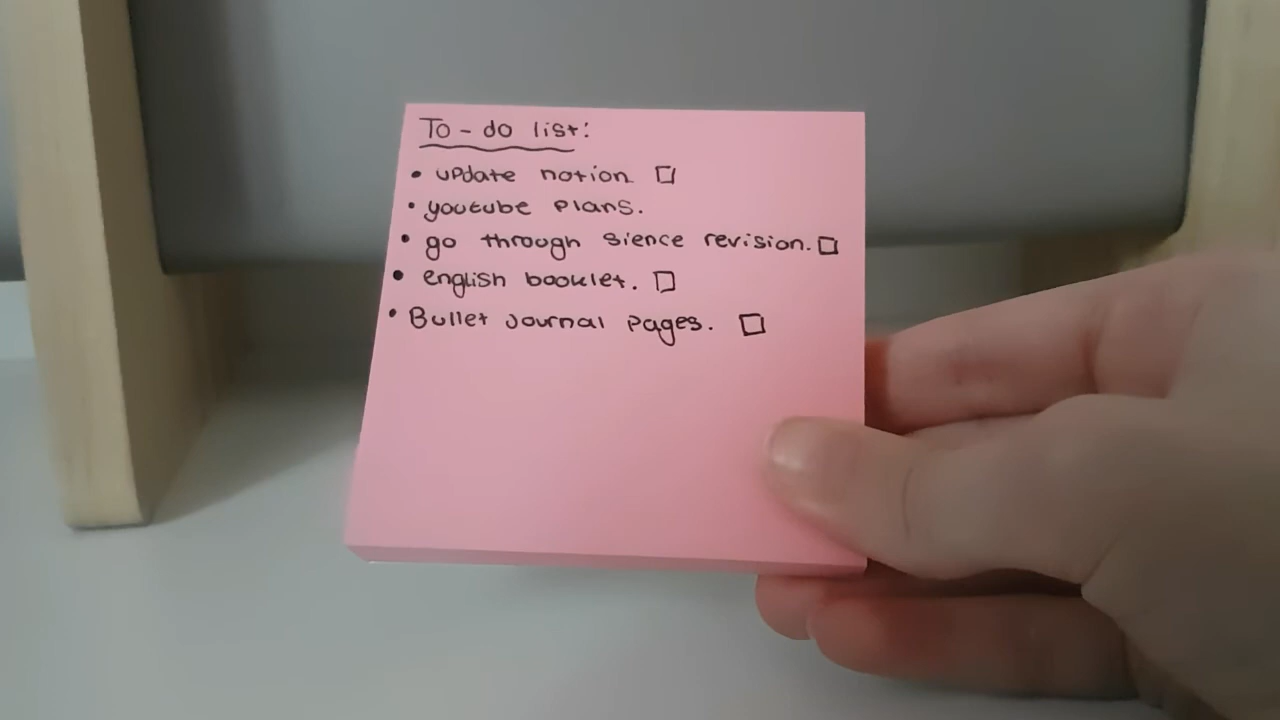 To-do list:
• update notion □
• youtube plans.
• go through sience revision. □
• english booklet. □
• Bullet journal pages. □